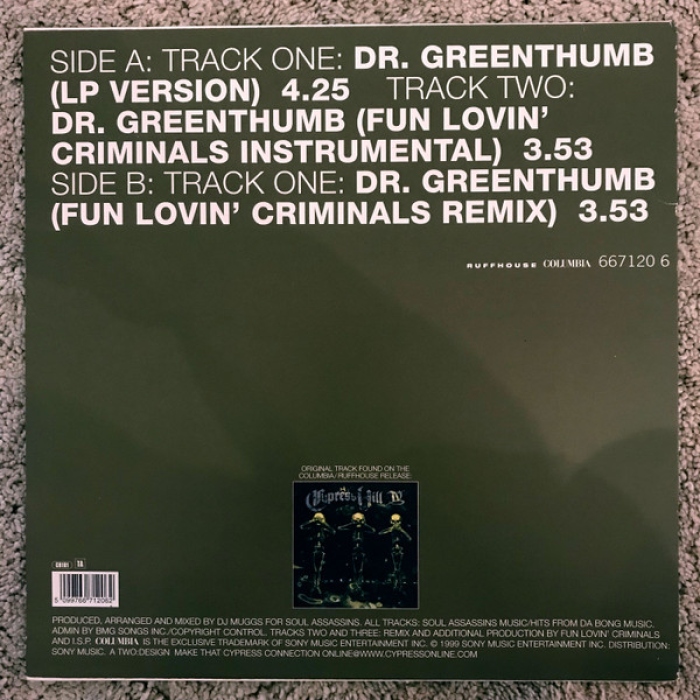 SIDE A: TRACK ONE: DR. GREENTHUMB
(LP VERSION) 4.25 TRACK TWO:
DR. GREENTHUMB (FUN LOVIN'
CRIMINALS INSTRUMENTAL) 3.53
SIDE B: TRACK ONE: DR. GREENTHUMB
(FUN LOVIN' CRIMINALS REMIX) 3.53
RUFFHOUSE COLUMBIA 667120 6
ORIGINAL TRACK FOUND ON THE
COLUMBIA/RUFFHOUSE RELEASE:
Cypress Hill IV
5 099766 712062
PRODUCED, ARRANGED AND MIXED BY DJ MUGGS FOR SOUL ASSASSINS. ALL TRACKS: SOUL ASSASSINS MUSIC/HITS FROM DA BONG MUSIC.
ADMIN BY BMG SONGS INC./COPYRIGHT CONTROL. TRACKS TWO AND THREE: REMIX AND ADDITIONAL PRODUCTION BY FUN LOVIN' CRIMINALS
AND I.S.P. COLUMBIA IS THE EXCLUSIVE TRADEMARK OF SONY MUSIC ENTERTAINMENT INC. © 1999 SONY MUSIC ENTERTAINMENT INC. DISTRIBUTION:
SONY MUSIC. A TWO:DESIGN MAKE THAT CYPRESS CONNECTION ONLINE@WWW.CYPRESSONLINE.COM